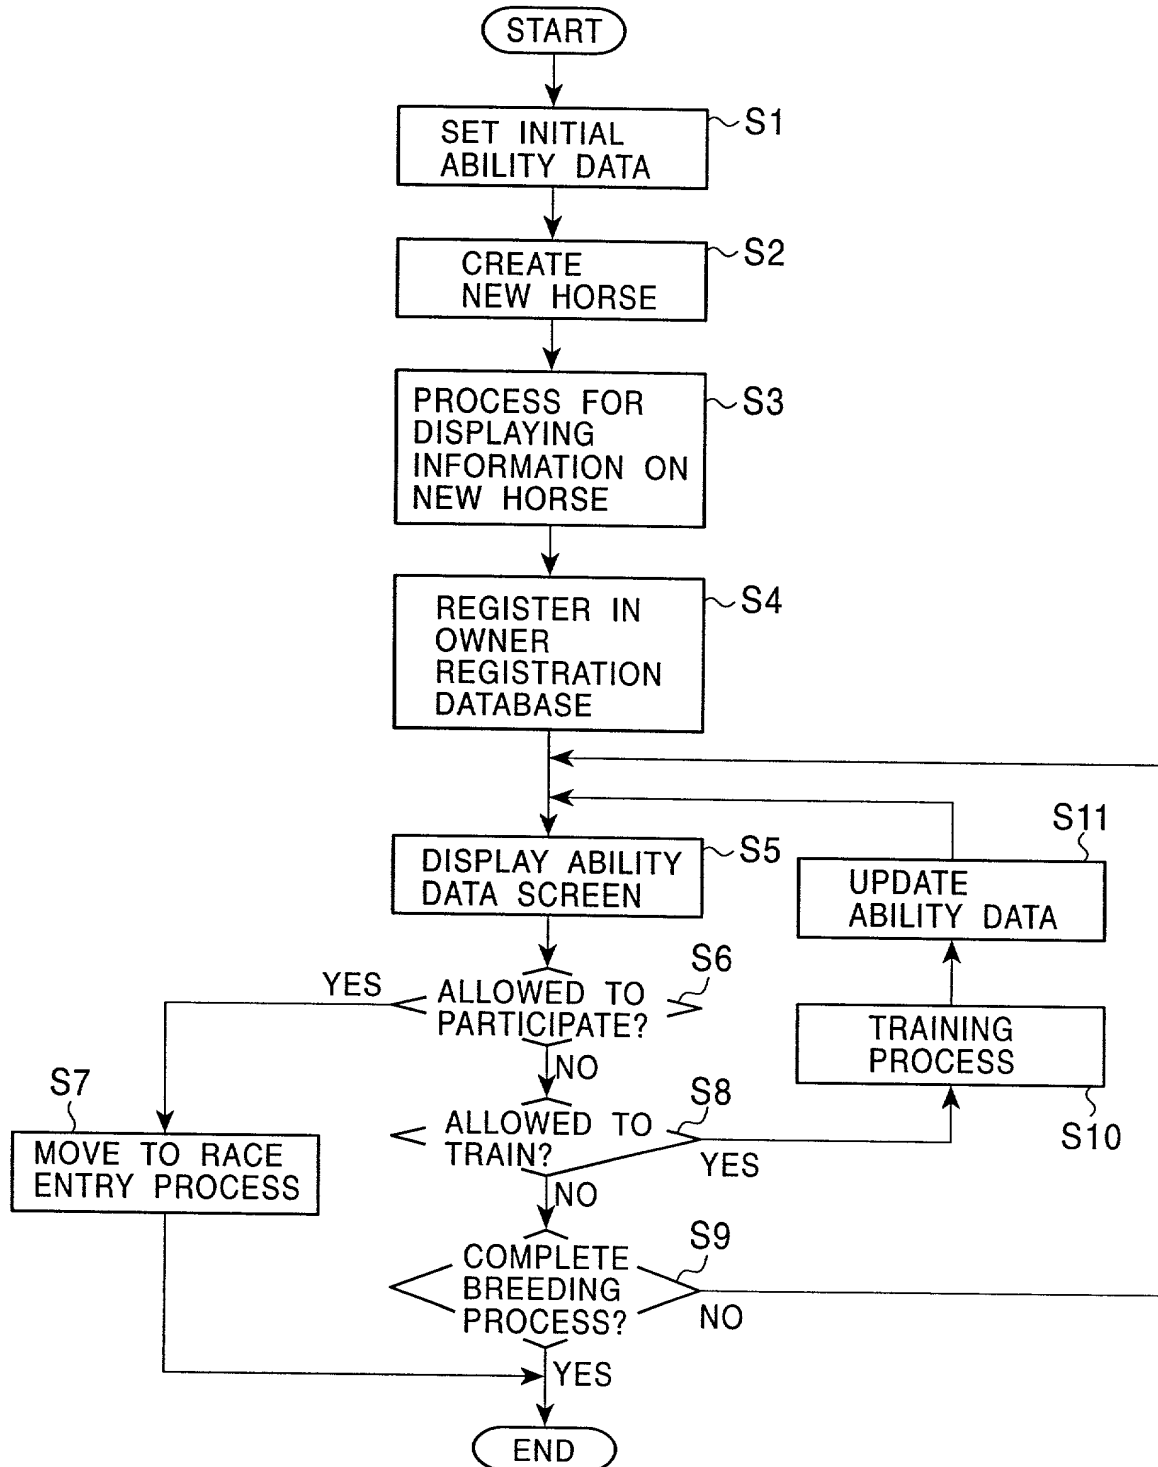 START
S1
SET INITIAL
ABILITY DATA
S2
CREATE
NEW HORSE
S3
PROCESS FOR
DISPLAYING
INFORMATION ON
NEW HORSE
S4
REGISTER IN
OWNER
REGISTRATION
DATABASE
S5
DISPLAY ABILITY
DATA SCREEN
S11
UPDATE
ABILITY DATA
S6
YES
ALLOWED TO
PARTICIPATE?
NO
TRAINING
PROCESS
S10
S7
MOVE TO RACE
ENTRY PROCESS
S8
ALLOWED TO
TRAIN?
YES
NO
S9
COMPLETE
BREEDING
PROCESS?
NO
YES
END